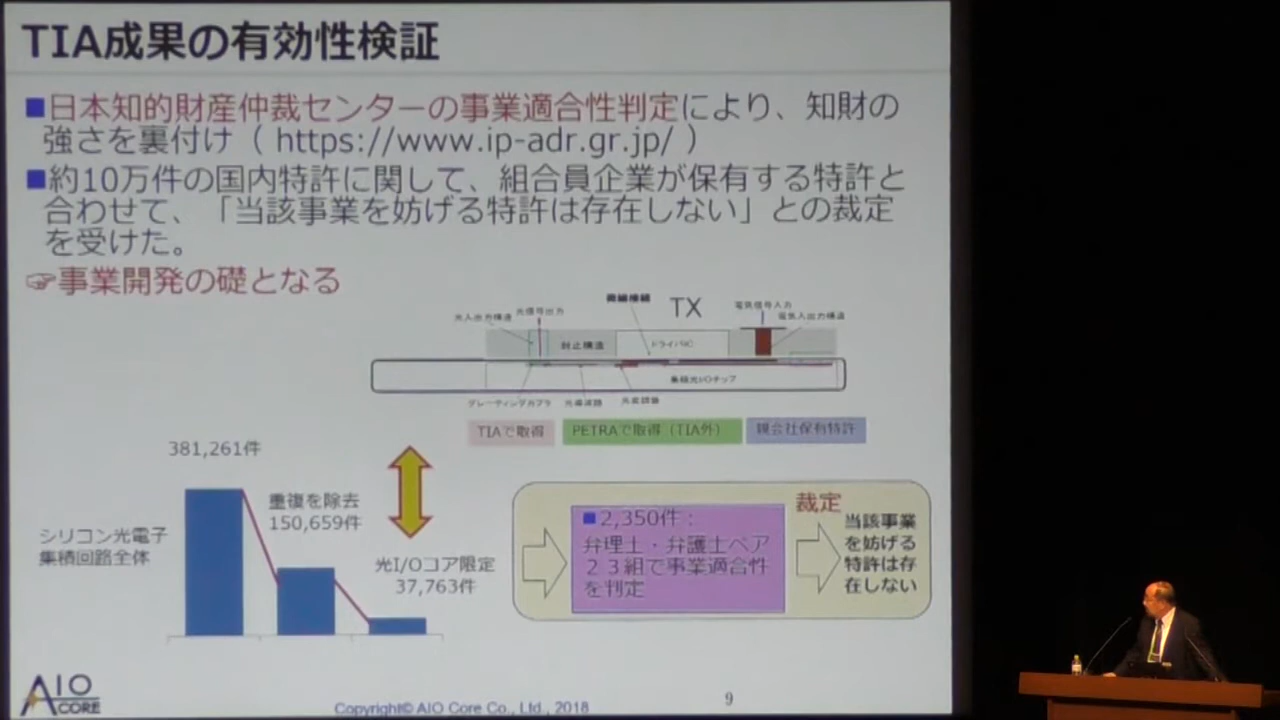 TIA成果の有効性検証
■日本知的財産仲裁センターの事業適合性判定により、知財の
強さを裏付け（ https://www.ip-adr.gr.jp/ ）
■約10万件の国内特許に関して、組合員企業が保有する特許と
合わせて、「当該事業を妨げる特許は存在しない」との裁定
を受けた。
☞事業開発の礎となる
TX
電気信号入力
光入出力構造
光信号出力
電気入出力構造
封止構造
ドライバIC
集積光I/Oチップ
グレーティングカプラ
光導波路
光変調器
TIAで取得
PETRAで取得（TIA外）
親会社保有特許
381,261件
重複を除去
150,659件
シリコン光電子
集積回路全体
光I/Oコア限定
37,763件
■2,350件：
弁理士・弁護士ペア
２３組で事業適合性
を判定
裁定
当該事業
を妨げる
特許は存
在しない
AIO
CORE
Copyright© AIO Core Co., Ltd., 2018
9